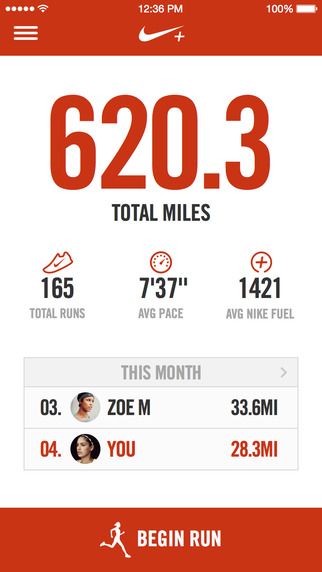 12:36 PM 100%
+
620.3
TOTAL MILES
165 7'37" 1421
TOTAL RUNS AVG PACE AVG NIKE FUEL
THIS MONTH
03. ZOE M 33.6MI
04. YOU 28.3MI
BEGIN RUN